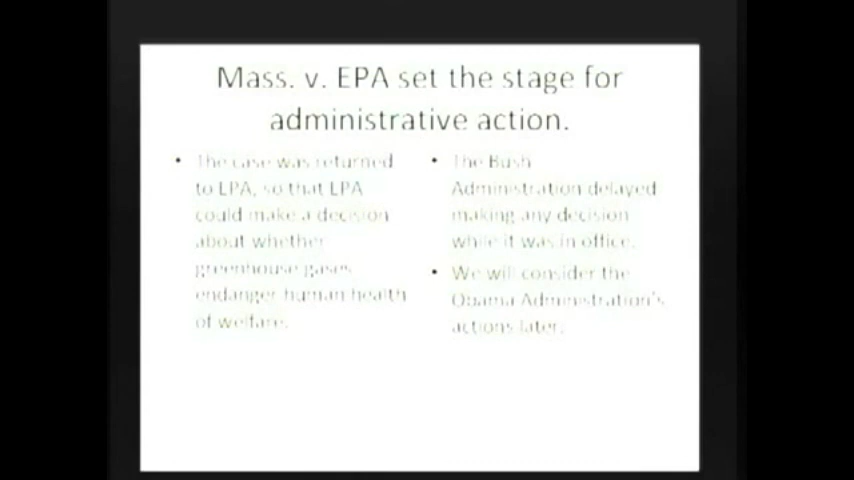 Mass. v. EPA set the stage for
administrative action.
• The case was returned
to EPA, so that EPA
could make a decision
about whether
greenhouse gases
endanger human health
of welfare.
• The Bush
Administration delayed
making any decision
while it was in office.
• We will consider the
Obama Administration's
actions later.